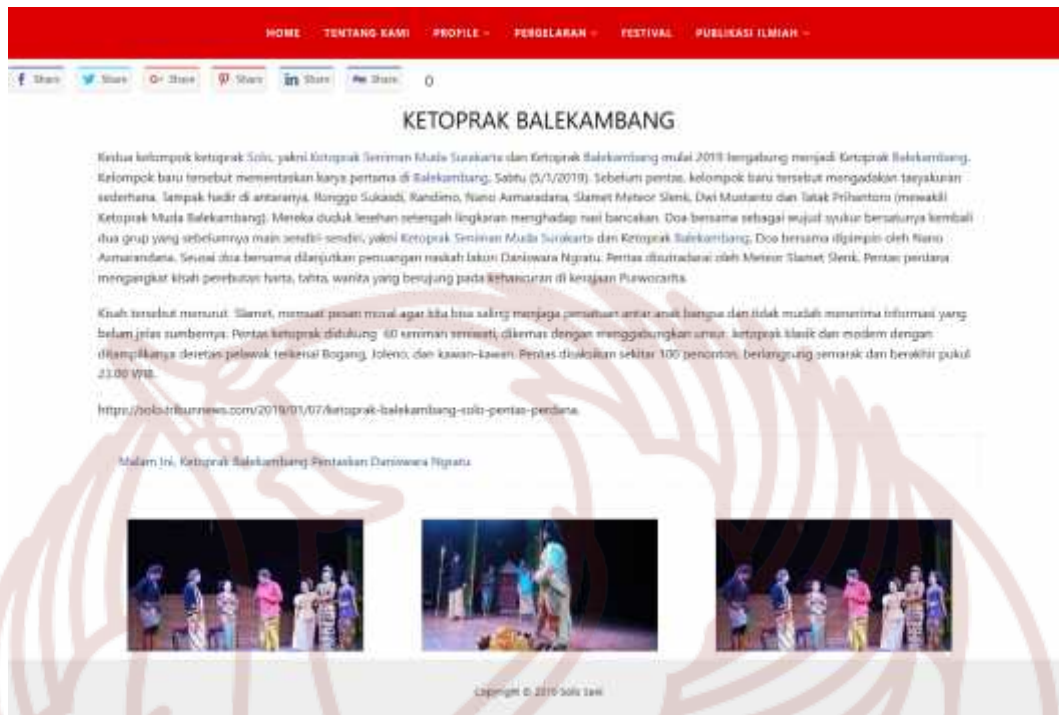 HOME TENTANG KAMI PROFILE PERGELARAN FESTIVAL PUBLIKASI ILMIAH
Share Share G+ Share Share in Share Share 0
KETOPRAK BALEKAMBANG
Kedua kelompok ketoprak Solo, yakni Ketoprak Seniman Muda Surakarta dan Ketoprak Balekambang mulai 2019 bergabung menjadi Ketoprak Balekambang.
Kelompok baru tersebut mementaskan karya pertama di Balekambang, Sabtu (5/1/2019). Sebelum pentas, kelompok baru tersebut mengadakan tasyakuran
sederhana. Tampak hadir di antaranya, Ronggo Sukasdi, Randimo, Nano Asmaradana, Slamet Meteor Slenk, Dwi Mustanto dan Tatak Prihantoro (mewakili
Ketoprak Muda Balekambang). Mereka duduk lesehan setengah lingkaran menghadap nasi bancakan. Doa bersama sebagai wujud syukur bersatunya kembali
dua grup yang sebelumnya main sendiri-sendiri, yakni Ketoprak Seniman Muda Surakarta dan Ketoprak Balekambang. Doa bersama dipimpin oleh Nano
Asmarandana. Seusai doa bersama dilanjutkan penuangan naskah lakon Daniswara Ngratu. Pentas disutradarai oleh Meteor Slamet Slenk. Pentas perdana
mengangkat kisah perebutan harta, tahta, wanita yang berujung pada kehancuran di kerajaan Purwocarita.
Kisah tersebut menurut Slamet, memuat pesan moral agar kita bisa saling menjaga persatuan antar anak bangsa dan tidak mudah menerima informasi yang
belum jelas sumbernya. Pentas ketoprak didukung 60 seniman seniwati, dikemas dengan menggabungkan unsur ketoprak klasik dan modern dengan
ditampilkanya deretan pelawak terkenal Bogang, Joleno, dan kawan-kawan. Pentas disaksikan sekitar 100 penonton, berlangsung semarak dan berakhir pukul
23.00 WIB.
https://solo.tribunnews.com/2019/01/07/ketoprak-balekambang-solo-pentas-perdana.
Malam Ini, Ketoprak Balekambang Pentaskan Daniswara Ngratu
Copyright © 2019 Solo